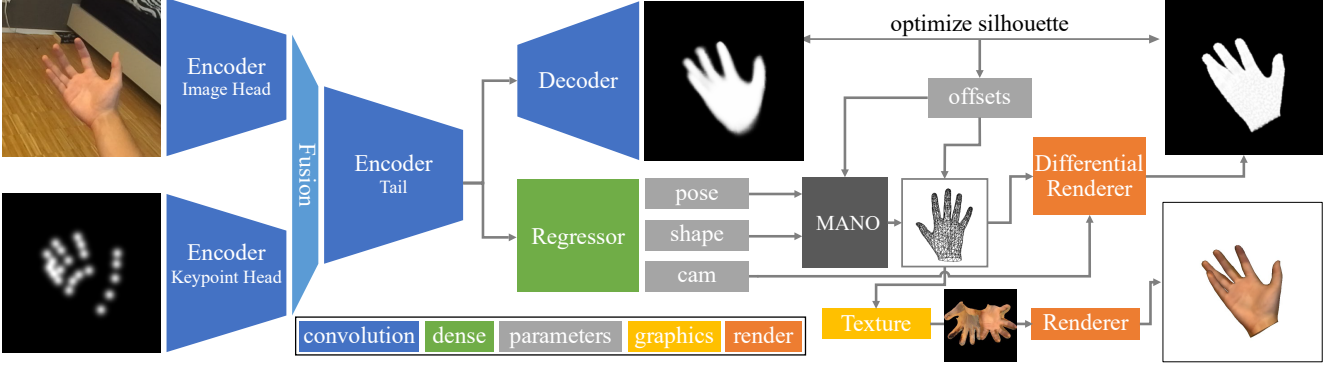 Encoder
Image Head
Encoder
Keypoint Head
Fusion
Encoder
Tail
Decoder
Regressor
pose
shape
cam
optimize silhouette
offsets
MANO
Differential
Renderer
Texture
Renderer
convolution
dense
parameters
graphics
render